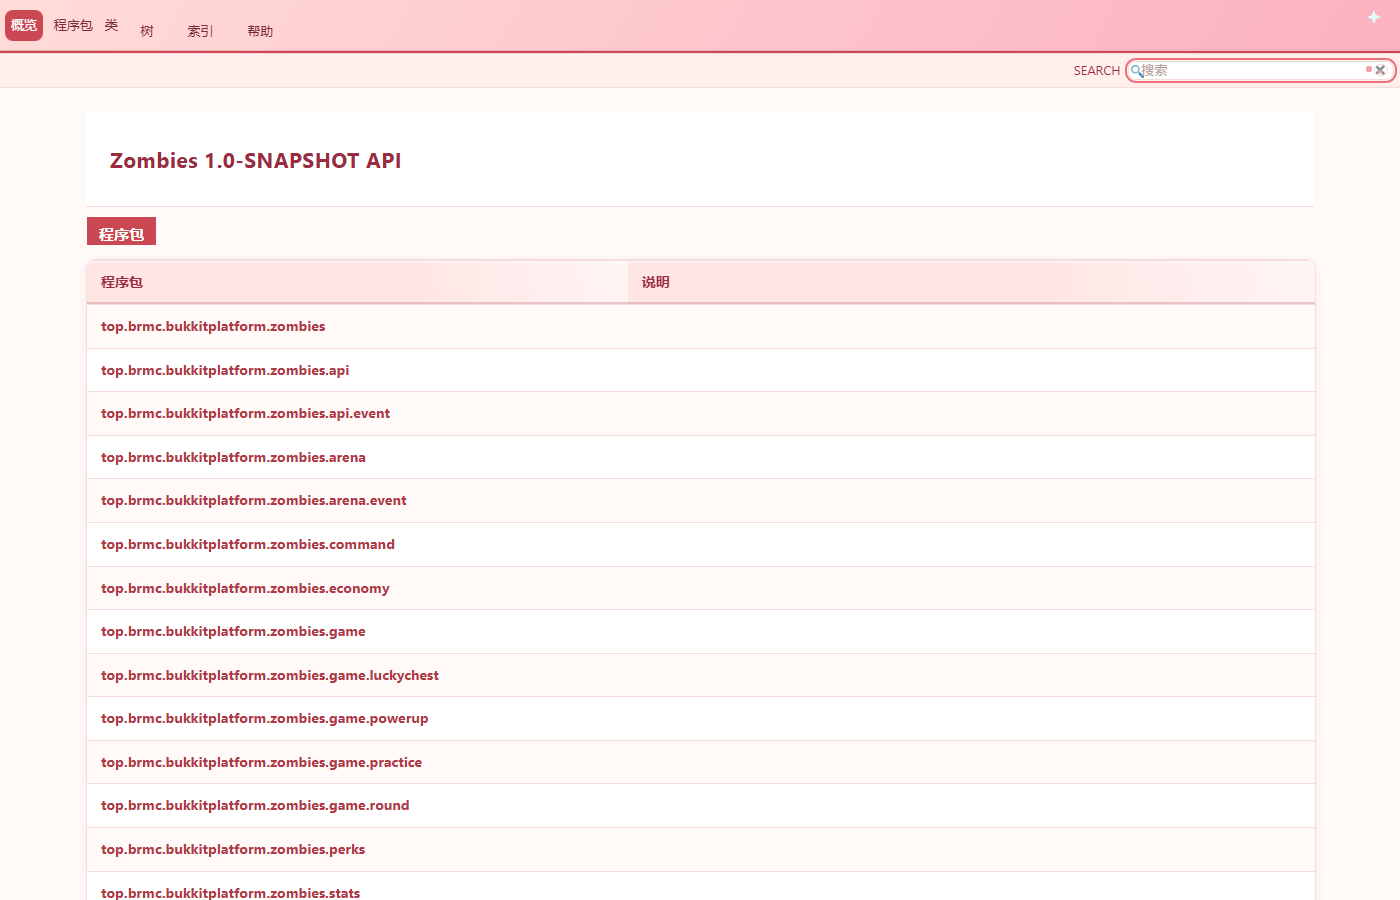 概览 程序包 类 树 索引 帮助
SEARCH 搜索
Zombies 1.0-SNAPSHOT API
程序包
程序包 说明
top.brmc.bukkitplatform.zombies
top.brmc.bukkitplatform.zombies.api
top.brmc.bukkitplatform.zombies.api.event
top.brmc.bukkitplatform.zombies.arena
top.brmc.bukkitplatform.zombies.arena.event
top.brmc.bukkitplatform.zombies.command
top.brmc.bukkitplatform.zombies.economy
top.brmc.bukkitplatform.zombies.game
top.brmc.bukkitplatform.zombies.game.luckychest
top.brmc.bukkitplatform.zombies.game.powerup
top.brmc.bukkitplatform.zombies.game.practice
top.brmc.bukkitplatform.zombies.game.round
top.brmc.bukkitplatform.zombies.perks
top.brmc.bukkitplatform.zombies.stats